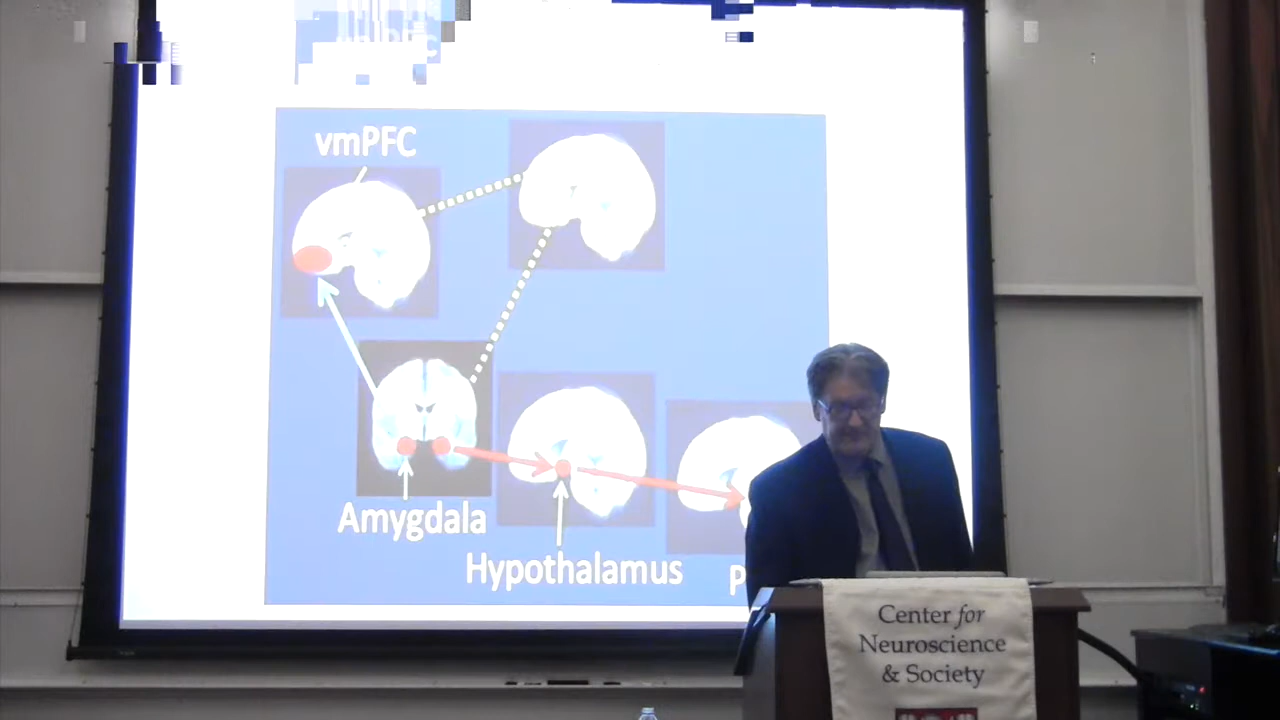 vmPFC
Amygdala
Hypothalamus
P
Center for
Neuroscience
& Society